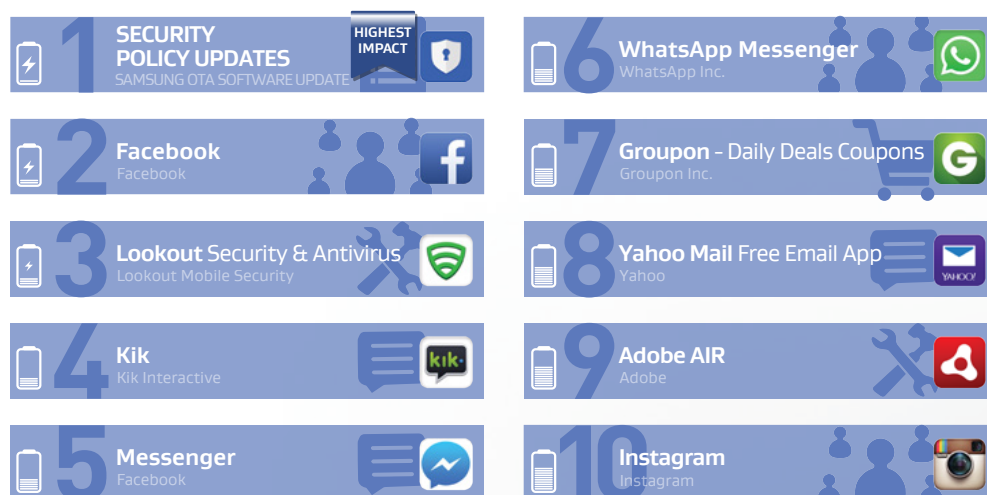 1
SECURITY
POLICY UPDATES
SAMSUNG OTA SOFTWARE UPDATE
HIGHEST
IMPACT
2
Facebook
Facebook
f
3
Lookout Security & Antivirus
Lookout Mobile Security
4
Kik
Kik Interactive
kik
5
Messenger
Facebook
6
WhatsApp Messenger
WhatsApp Inc.
7
Groupon - Daily Deals Coupons
Groupon Inc.
G
8
Yahoo Mail Free Email App
Yahoo
YAHOO!
9
Adobe AIR
Adobe
10
Instagram
Instagram